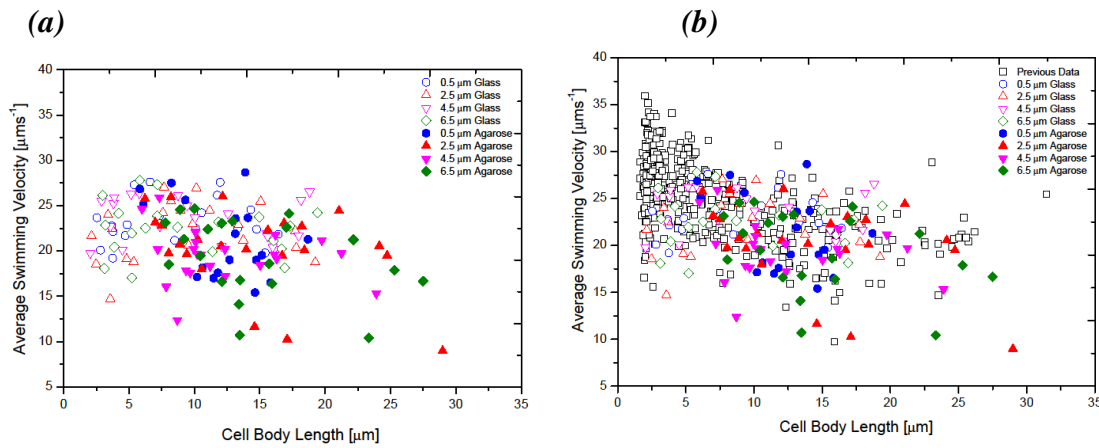 (a)
(b)
40
35
30
25
20
15
10
5
Average Swimming Velocity [µms-1]
0.5 µm Glass
2.5 µm Glass
4.5 µm Glass
6.5 µm Glass
0.5 µm Agarose
2.5 µm Agarose
4.5 µm Agarose
6.5 µm Agarose
0 5 10 15 20 25 30 35
Cell Body Length [µm]
40
35
30
25
20
15
10
5
Average Swimming Velocity [µms-1]
Previous Data
0.5 µm Glass
2.5 µm Glass
4.5 µm Glass
6.5 µm Glass
0.5 µm Agarose
2.5 µm Agarose
4.5 µm Agarose
6.5 µm Agarose
0 5 10 15 20 25 30 35
Cell Body Length [µm]